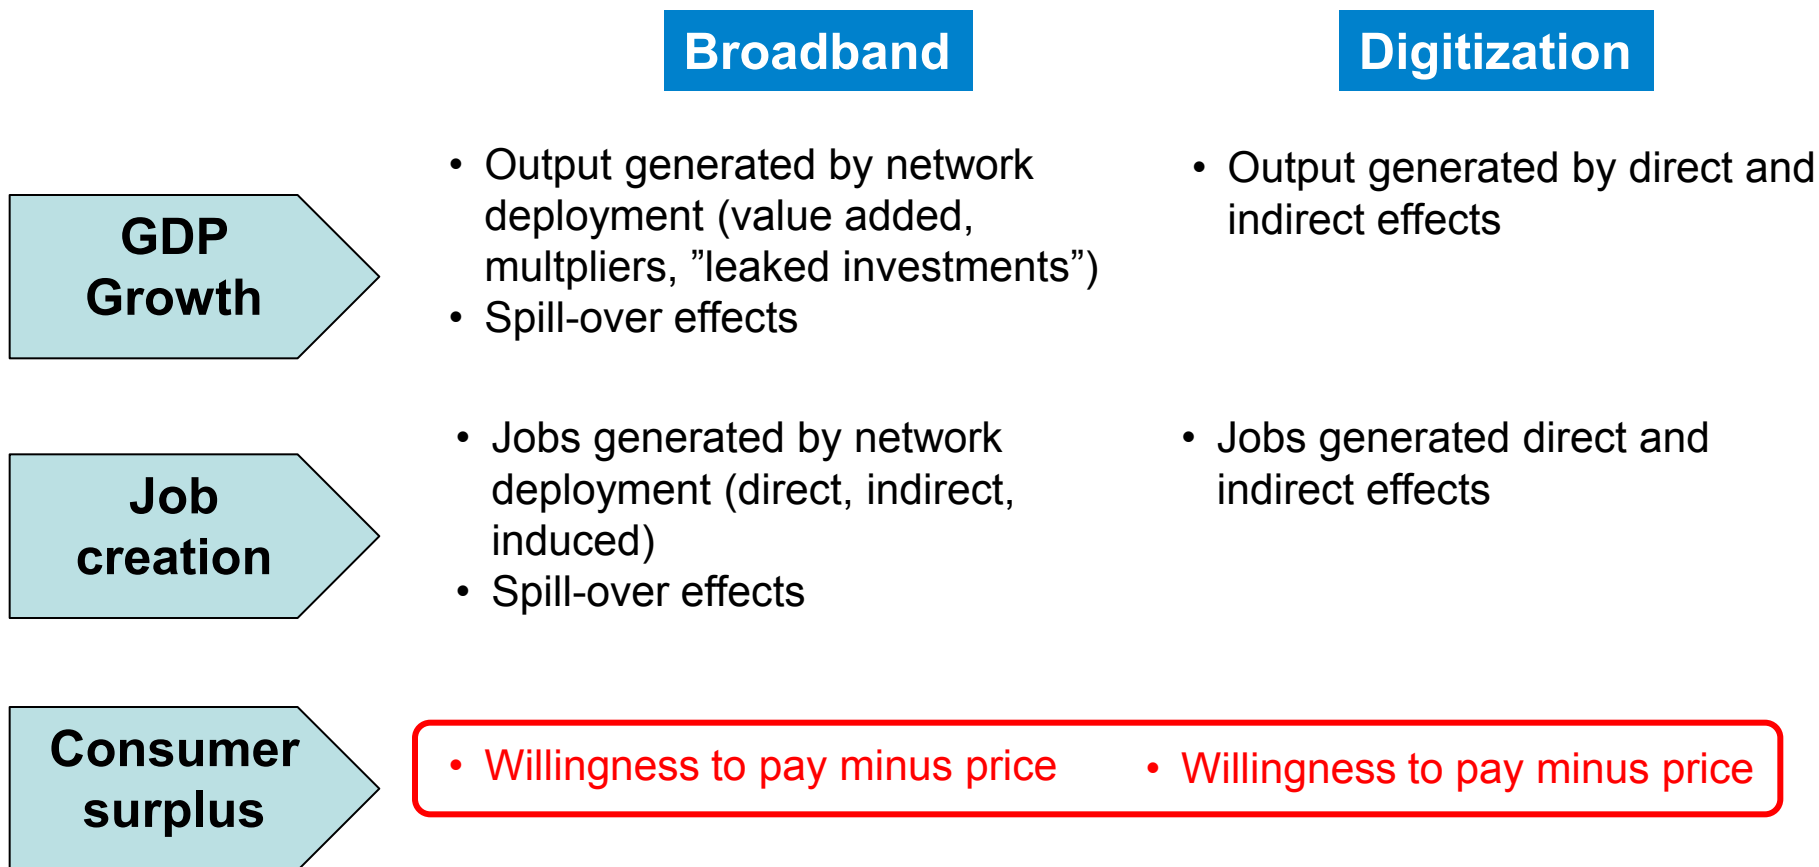 Broadband
Digitization
GDP
Growth
• Output generated by network
deployment (value added,
multpliers, ”leaked investments”)
• Spill-over effects
• Output generated by direct and
indirect effects
Job
creation
• Jobs generated by network
deployment (direct, indirect,
induced)
• Spill-over effects
• Jobs generated direct and
indirect effects
Consumer
surplus
• Willingness to pay minus price
• Willingness to pay minus price